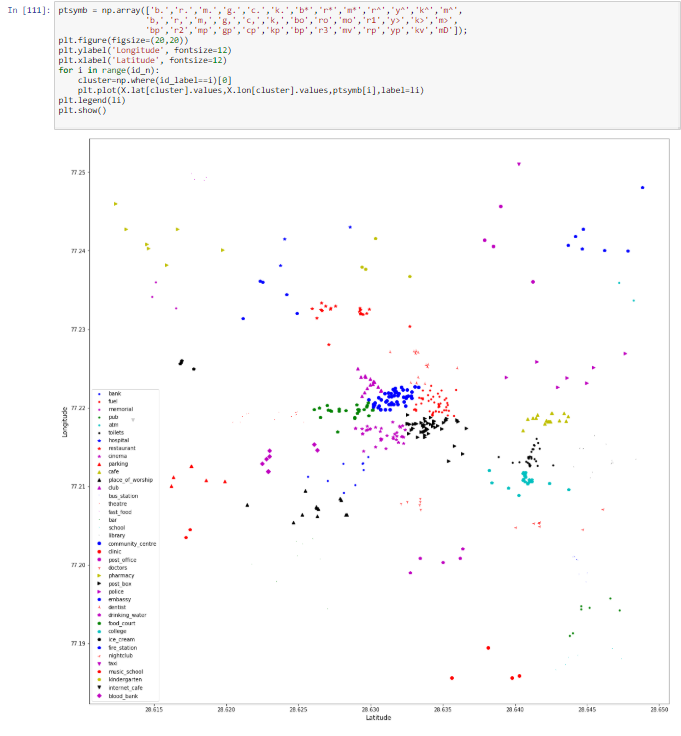 In [111]: ptsymb = np.array(['b.','r.','m.','g.','c.','k.','b*','r*','m*','r^','y^','k^','m^',
'b,','r,','m,','g,','c,','k,','bo','ro','mo','r1','y>','k>','m>',
'bp','r2','mp','gp','cp','kp','bp','r3','mv','rp','yp','kv','mD']);
plt.figure(figsize=(20,20))
plt.ylabel('Longitude', fontsize=12)
plt.xlabel('Latitude', fontsize=12)
for i in range(id_n):
cluster=np.where(id_label==i)[0]
plt.plot(X.lat[cluster].values,X.lon[cluster].values,ptsymb[i],label=li)
plt.legend(li)
plt.show()
77.25
77.24
77.23
77.22
77.21
77.20
77.19
Longitude
bank
fuel
memorial
pub
atm
toilets
hospital
restaurant
cinema
parking
cafe
place_of_worship
club
bus_station
theatre
fast_food
bar
school
library
community_centre
clinic
post_office
doctors
pharmacy
post_box
police
embassy
dentist
drinking_water
food_court
college
ice_cream
fire_station
nightclub
taxi
music_school
kindergarten
internet_cafe
blood_bank
28.615
28.620
28.625
28.630
28.635
28.640
28.645
28.650
Latitude